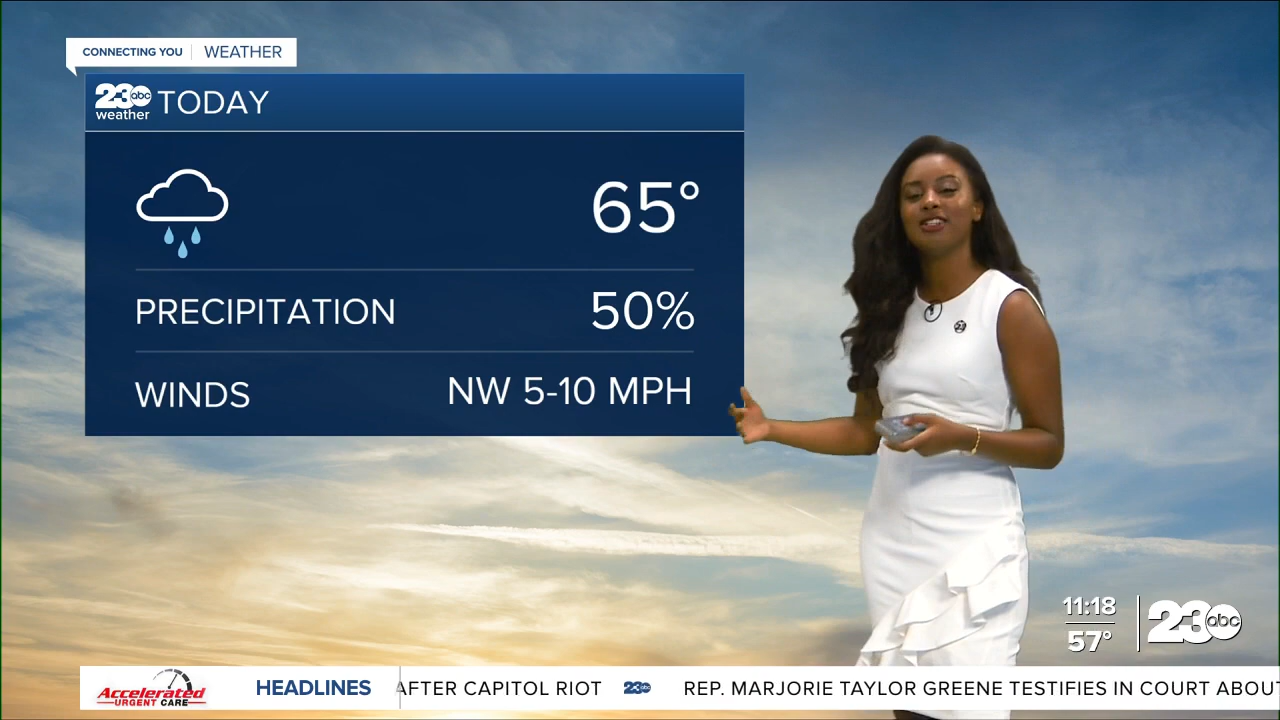 CONNECTING YOU | WEATHER
23 abc
weather
TODAY
65°
PRECIPITATION 50%
WINDS NW 5-10 MPH
23
11:18
57°
23 abc
Accelerated
URGENT CARE
HEADLINES
AFTER CAPITOL RIOT 23 abc REP. MARJORIE TAYLOR GREENE TESTIFIES IN COURT ABOUT